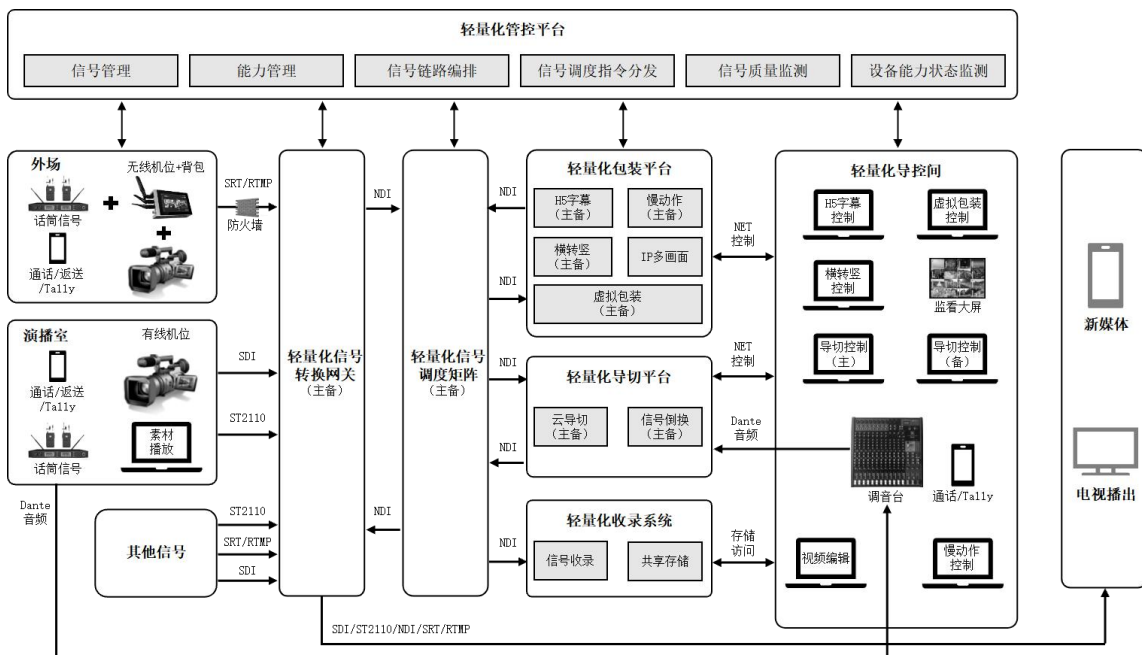 轻量化管控平台
信号管理
能力管理
信号链路编排
信号调度指令分发
信号质量监测
设备能力状态监测
外场
无线机位+背包
话筒信号
通话/返送
/Tally
SRT/RTMP
防火墙
演播室
有线机位
通话/返送
/Tally
话筒信号
素材
播放
SDI
ST2110
Dante
音频
其他信号
ST2110
SRT/RTMP
SDI
轻量化信号
转换网关
(主备)
NDI
NDI
轻量化信号
调度矩阵
(主备)
NDI
NDI
NDI
NDI
NDI
轻量化包装平台
H5字幕
(主备)
慢动作
(主备)
横转竖
(主备)
IP多画面
虚拟包装
(主备)
轻量化导切平台
云导切
(主备)
信号倒换
(主备)
轻量化收录系统
信号收录
共享存储
NET
控制
NET
控制
Dante
音频
存储
访问
轻量化导控间
H5字幕
控制
虚拟包装
控制
横转竖
控制
监看大屏
导切控制
(主)
导切控制
(备)
调音台
通话/Tally
视频编辑
慢动作
控制
新媒体
电视播出
SDI/ST2110/NDI/SRT/RTMP